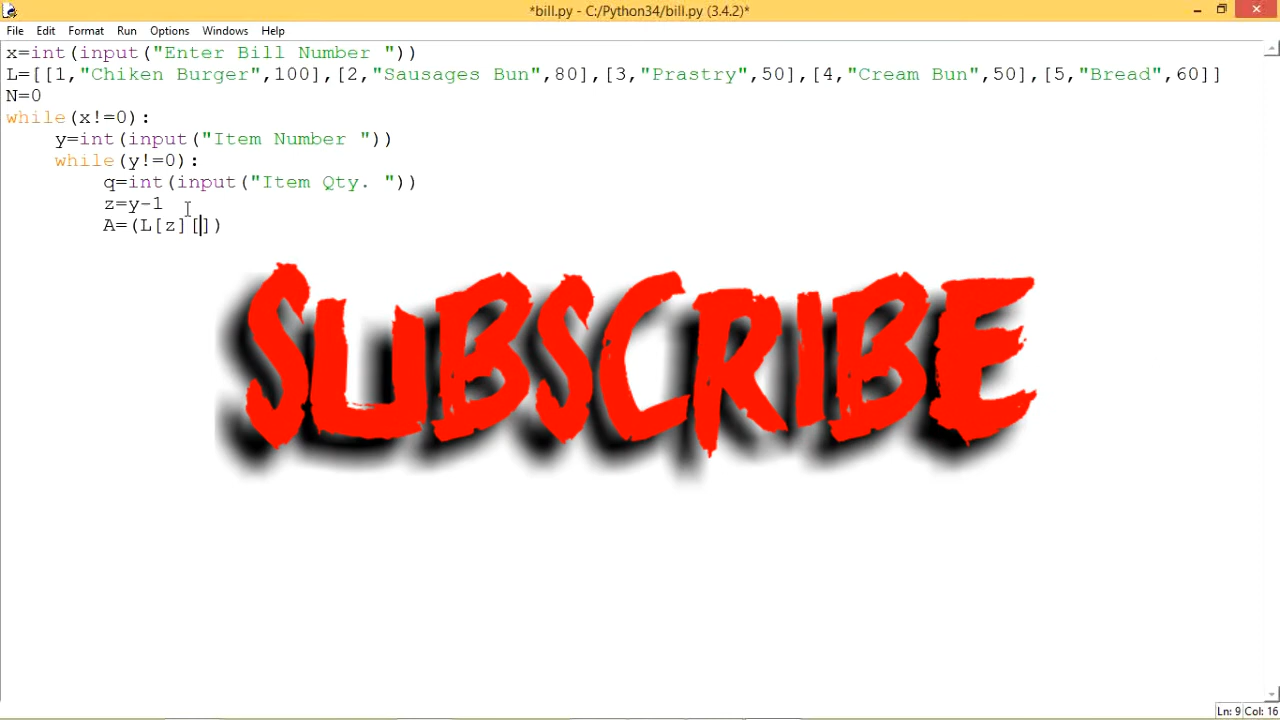 *bill.py - C:/Python34/bill.py (3.4.2)*
File Edit Format Run Options Windows Help
x=int(input("Enter Bill Number "))
L=[[1,"Chiken Burger",100],[2,"Sausages Bun",80],[3,"Prastry",50],[4,"Cream Bun",50],[5,"Bread",60]]
N=0
while(x!=0):
    y=int(input("Item Number "))
    while(y!=0):
        q=int(input("Item Qty. "))
        z=y-1
        A=(L[z][])
SUBSCRIBE
Ln: 9 Col: 16